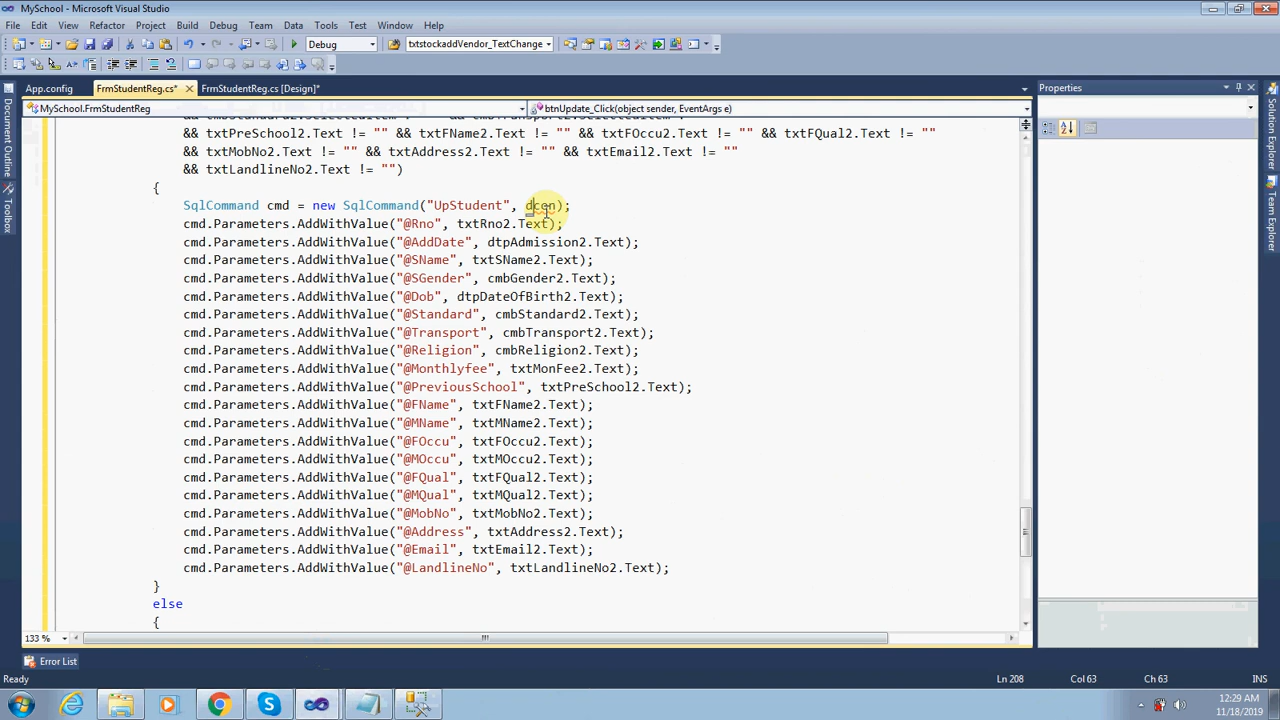 MySchool - Microsoft Visual Studio
File Edit View Refactor Project Build Debug Team Data Tools Test Window Help
Debug txtstockaddVendor_TextChange
App.config FrmStudentReg.cs* FrmStudentReg.cs [Design]* Properties
MySchool.FrmStudentReg btnUpdate_Click(object sender, EventArgs e)
&& txtPreSchool2.Text != "" && txtFName2.Text != "" && txtFOccu2.Text != "" && txtFQual2.Text != ""
&& txtMobNo2.Text != "" && txtAddress2.Text != "" && txtEmail2.Text != ""
&& txtLandlineNo2.Text != "")
{
SqlCommand cmd = new SqlCommand("UpStudent", dcon);
cmd.Parameters.AddWithValue("@Rno", txtRno2.Text);
cmd.Parameters.AddWithValue("@AddDate", dtpAdmission2.Text);
cmd.Parameters.AddWithValue("@SName", txtSName2.Text);
cmd.Parameters.AddWithValue("@SGender", cmbGender2.Text);
cmd.Parameters.AddWithValue("@Dob", dtpDateOfBirth2.Text);
cmd.Parameters.AddWithValue("@Standard", cmbStandard2.Text);
cmd.Parameters.AddWithValue("@Transport", cmbTransport2.Text);
cmd.Parameters.AddWithValue("@Religion", cmbReligion2.Text);
cmd.Parameters.AddWithValue("@Monthlyfee", txtMonFee2.Text);
cmd.Parameters.AddWithValue("@PreviousSchool", txtPreSchool2.Text);
cmd.Parameters.AddWithValue("@FName", txtFName2.Text);
cmd.Parameters.AddWithValue("@MName", txtMName2.Text);
cmd.Parameters.AddWithValue("@FOccu", txtFOccu2.Text);
cmd.Parameters.AddWithValue("@MOccu", txtMOccu2.Text);
cmd.Parameters.AddWithValue("@FQual", txtFQual2.Text);
cmd.Parameters.AddWithValue("@MQual", txtMQual2.Text);
cmd.Parameters.AddWithValue("@MobNo", txtMobNo2.Text);
cmd.Parameters.AddWithValue("@Address", txtAddress2.Text);
cmd.Parameters.AddWithValue("@Email", txtEmail2.Text);
cmd.Parameters.AddWithValue("@LandlineNo", txtLandlineNo2.Text);
}
else
{
133 %
Error List
Ready Ln 208 Col 63 Ch 63 INS
12:29 AM
11/18/2019
Document Outline
Toolbox
Solution Explorer
Team Explorer